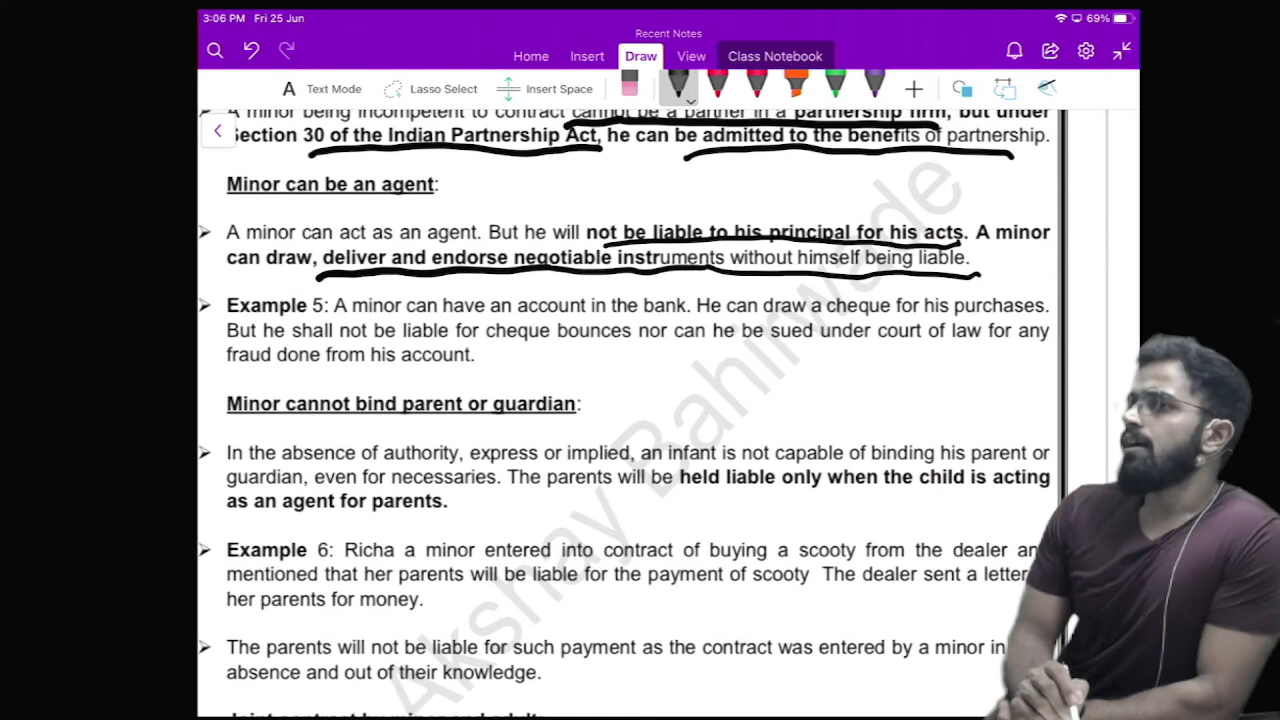 3:06 PM Fri 25 Jun
69%
Recent Notes
Home Insert Draw View Class Notebook
A Text Mode Lasso Select Insert Space
A minor being incompetent to contract cannot be a partner in a partnership firm, but under
Section 30 of the Indian Partnership Act, he can be admitted to the benefits of partnership.
Minor can be an agent:
A minor can act as an agent. But he will not be liable to his principal for his acts. A minor
can draw, deliver and endorse negotiable instruments without himself being liable.
Example 5: A minor can have an account in the bank. He can draw a cheque for his purchases.
But he shall not be liable for cheque bounces nor can he be sued under court of law for any
fraud done from his account.
Minor cannot bind parent or guardian:
In the absence of authority, express or implied, an infant is not capable of binding his parent or
guardian, even for necessaries. The parents will be held liable only when the child is acting
as an agent for parents.
Example 6: Richa a minor entered into contract of buying a scooty from the dealer an
mentioned that her parents will be liable for the payment of scooty The dealer sent a letter
her parents for money.
The parents will not be liable for such payment as the contract was entered by a minor in
absence and out of their knowledge.
Joint contract by minor and adult:
Akshay Bahirwade